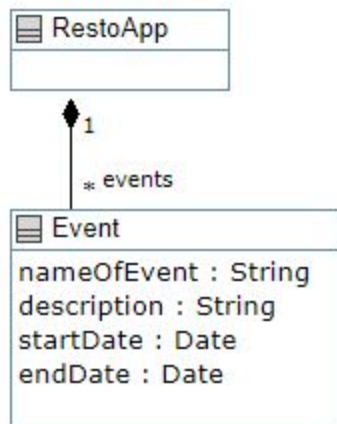 RestoApp
1
* events
Event
nameOfEvent : String
description : String
startDate : Date
endDate : Date